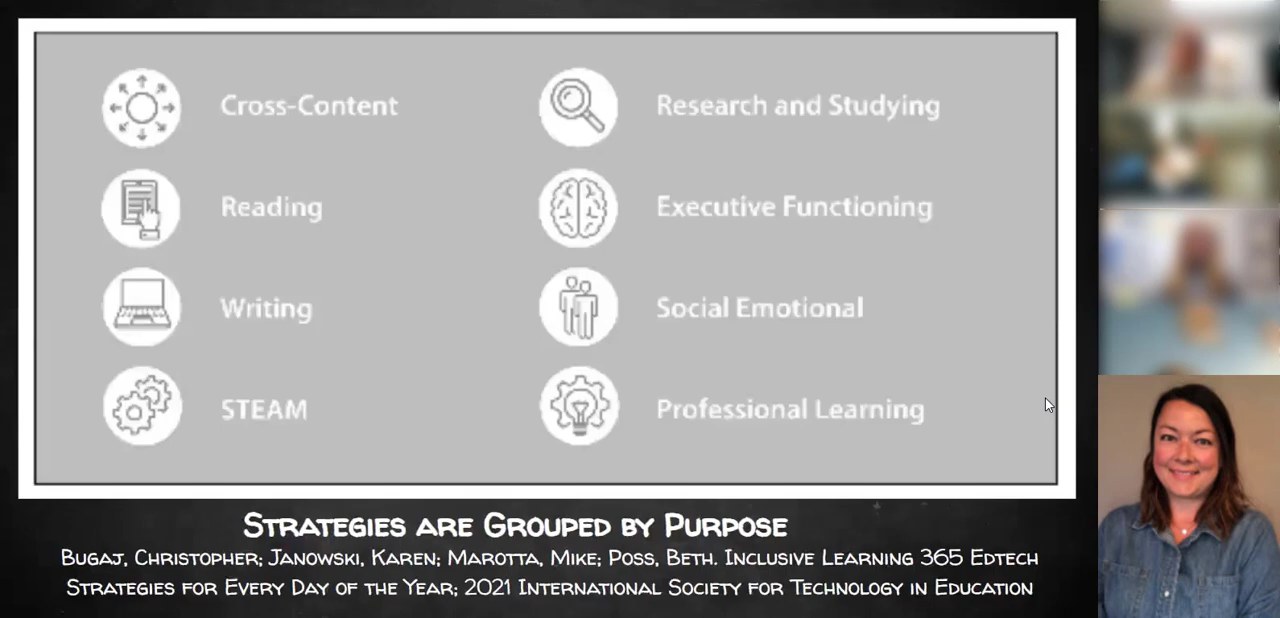 Cross-Content
Research and Studying
Reading
Executive Functioning
Writing
Social Emotional
STEAM
Professional Learning
Strategies are Grouped by Purpose
Bugaj, Christopher; Janowski, Karen; Marotta, Mike; Poss, Beth. Inclusive Learning 365 Edtech
Strategies for Every Day of the Year; 2021 International Society for Technology in Education